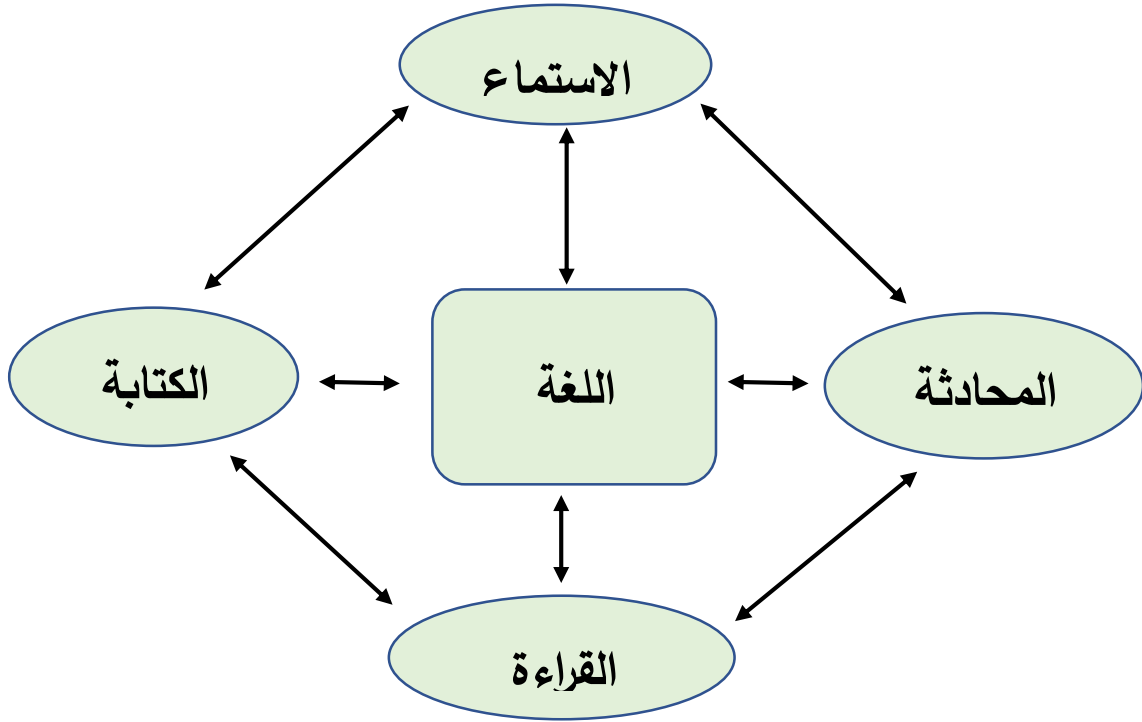 الاستماع
المحادثة
اللغة
الكتابة
القراءة